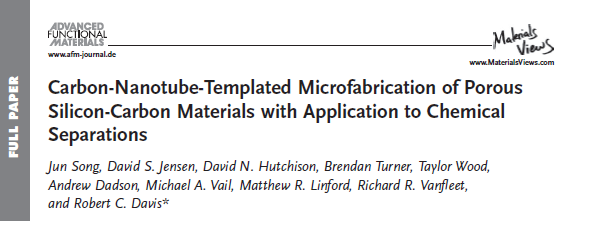 ADVANCED
FUNCTIONAL
MATERIALS
www.afm-journal.de
Materials
Views
www.MaterialsViews.com
FULL PAPER
Carbon-Nanotube-Templated Microfabrication of Porous
Silicon-Carbon Materials with Application to Chemical
Separations
Jun Song, David S. Jensen, David N. Hutchison, Brendan Turner, Taylor Wood,
Andrew Dadson, Michael A. Vail, Matthew R. Linford, Richard R. Vanfleet,
and Robert C. Davis*